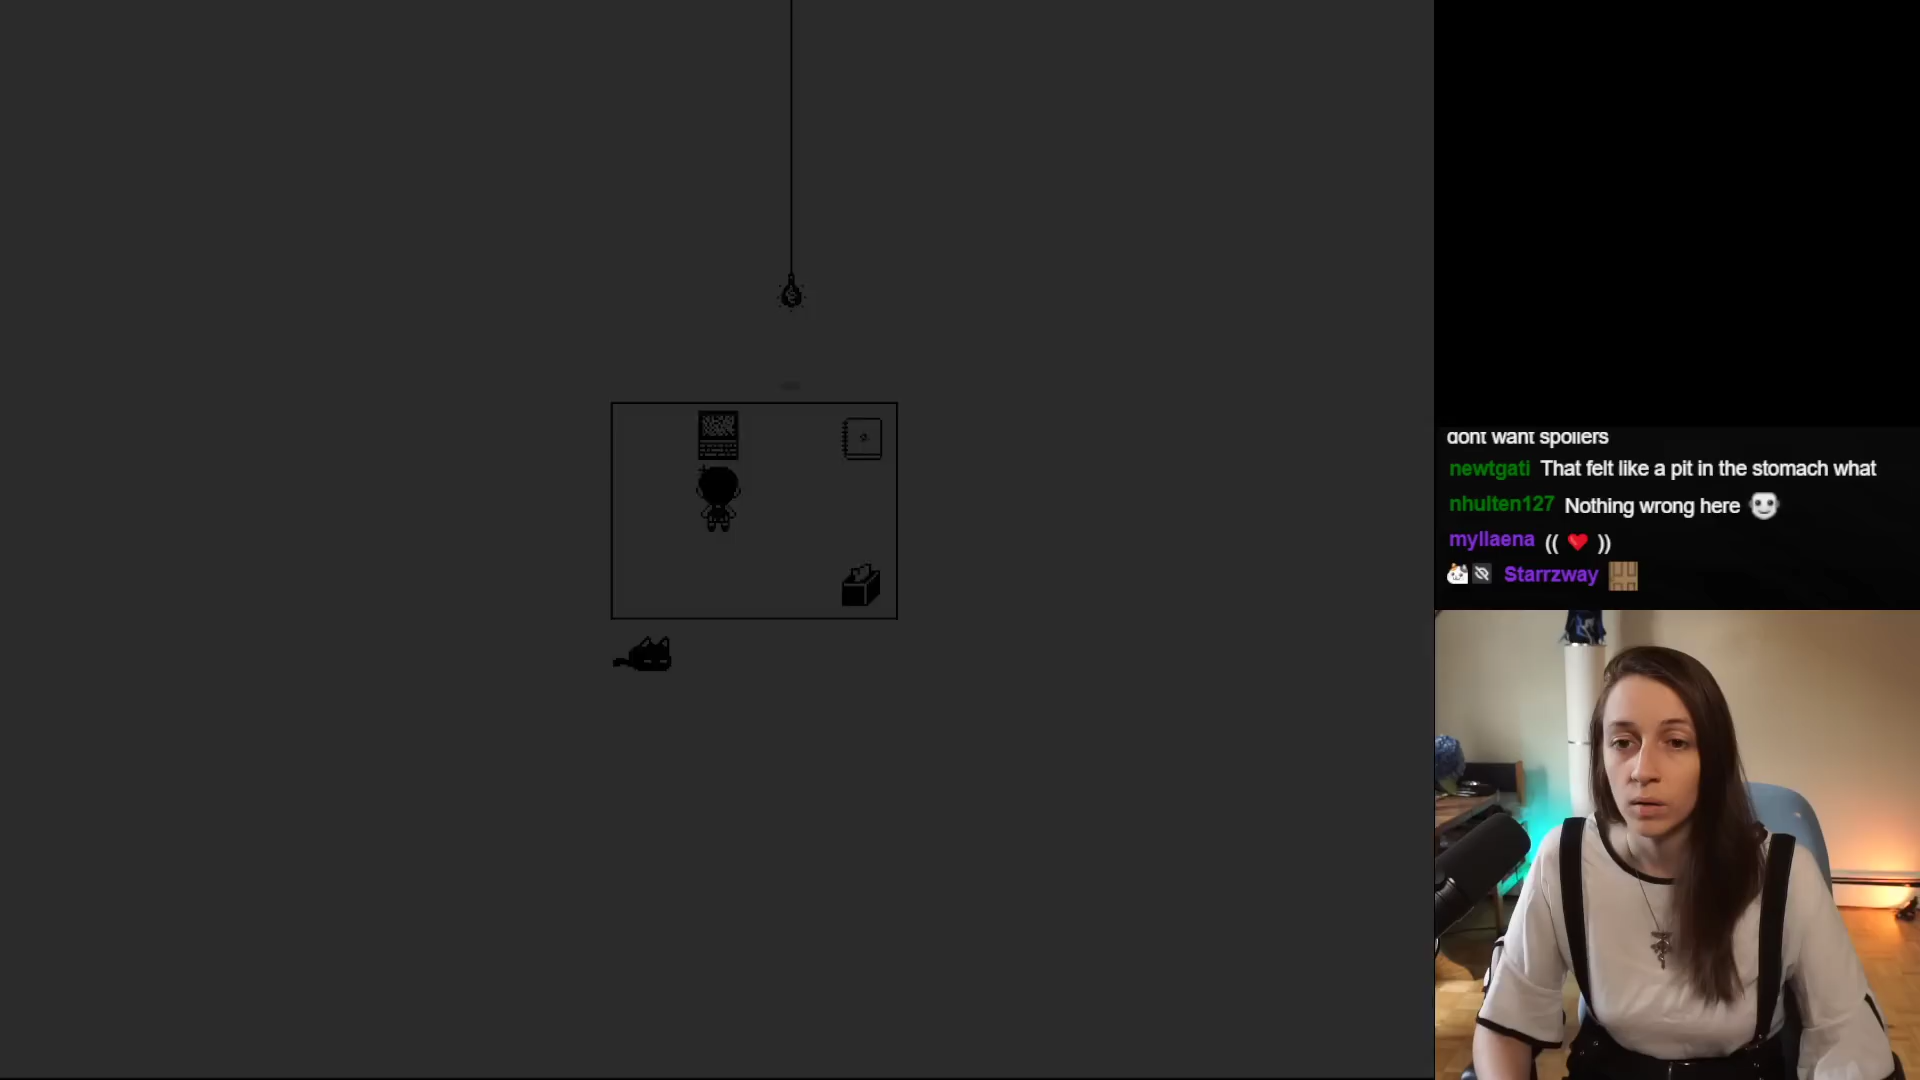 dont want spoilers
newtgati That felt like a pit in the stomach what
nhulten127 Nothing wrong here
myllaena (( ))
Starrzway